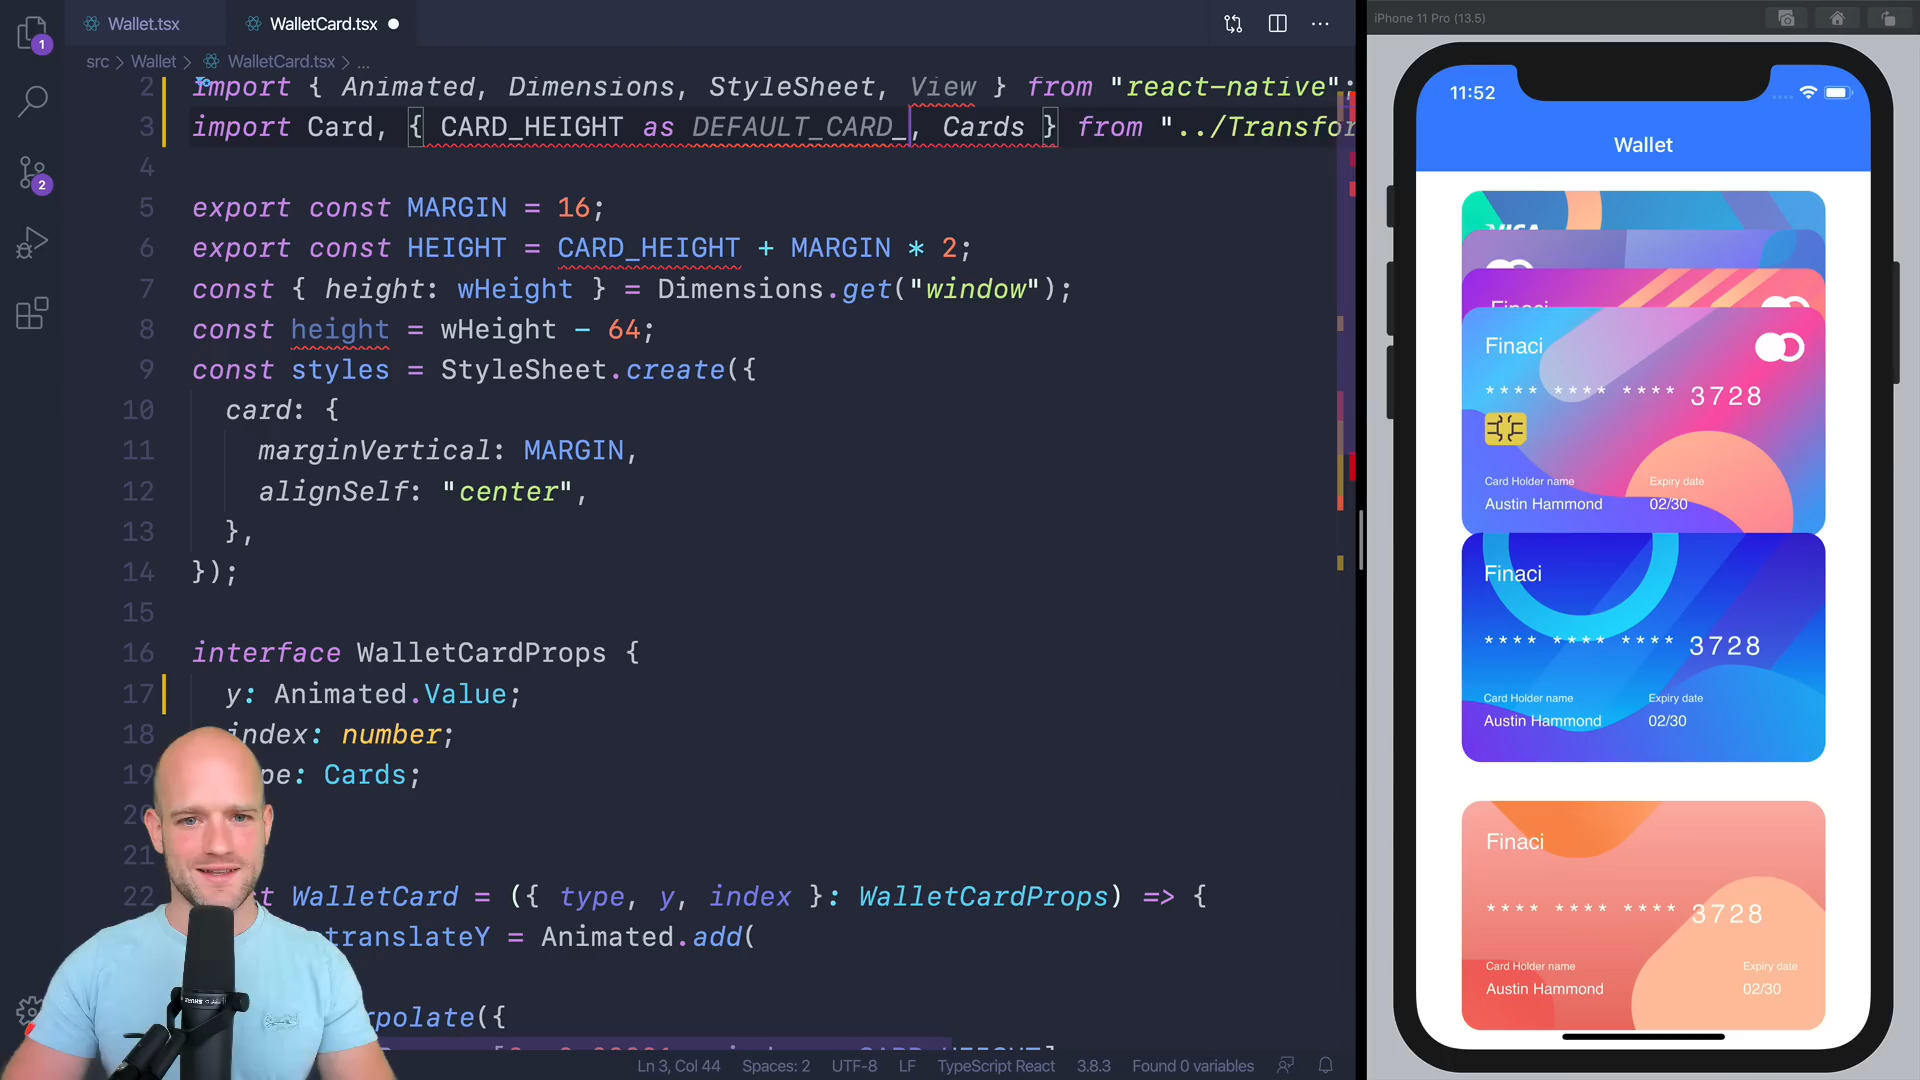 Wallet.tsx
WalletCard.tsx
iPhone 11 Pro (13.5)
1
2
src > Wallet > WalletCard.tsx > ...
2 import { Animated, Dimensions, StyleSheet, View } from "react-native";
3 import Card, { CARD_HEIGHT as DEFAULT_CARD_, Cards } from "../Transfor
4
5 export const MARGIN = 16;
6 export const HEIGHT = CARD_HEIGHT + MARGIN * 2;
7 const { height: wHeight } = Dimensions.get("window");
8 const height = wHeight - 64;
9 const styles = StyleSheet.create({
10 card: {
11 marginVertical: MARGIN,
12 alignSelf: "center",
13 },
14 });
15
16 interface WalletCardProps {
17 y: Animated.Value;
18 index: number;
19 pe: Cards;
20
21
22 t WalletCard = ({ type, y, index }: WalletCardProps) => {
translateY = Animated.add(
polate({
Ln 3, Col 44
Spaces: 2
UTF-8
LF
TypeScript React
3.8.3
Found 0 variables
11:52
Wallet
VISA
Finaci
Finaci
**** **** **** 3728
Card Holder name
Expiry date
Austin Hammond
02/30
Finaci
**** **** **** 3728
Card Holder name
Expiry date
Austin Hammond
02/30
Finaci
**** **** **** 3728
Card Holder name
Expiry date
Austin Hammond
02/30